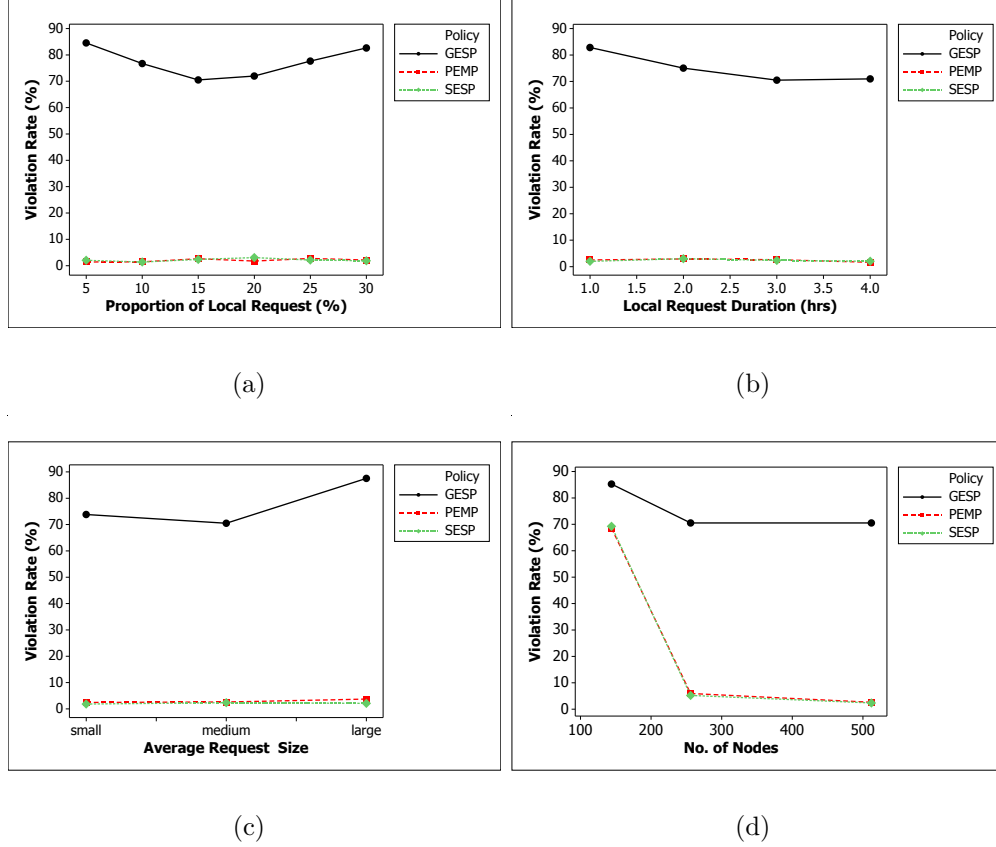 90
80
70
60
50
40
30
20
10
0
Violation Rate (%)
5 10 15 20 25 30
Proportion of Local Request (%)
Policy
GESP
PEMP
SESP
(a)
90
80
70
60
50
40
30
20
10
0
Violation Rate (%)
1.0 1.5 2.0 2.5 3.0 3.5 4.0
Local Request Duration (hrs)
Policy
GESP
PEMP
SESP
(b)
90
80
70
60
50
40
30
20
10
0
Violation Rate (%)
small medium large
Average Request Size
Policy
GESP
PEMP
SESP
(c)
90
80
70
60
50
40
30
20
10
0
Violation Rate (%)
100 200 300 400 500
No. of Nodes
Policy
GESP
PEMP
SESP
(d)